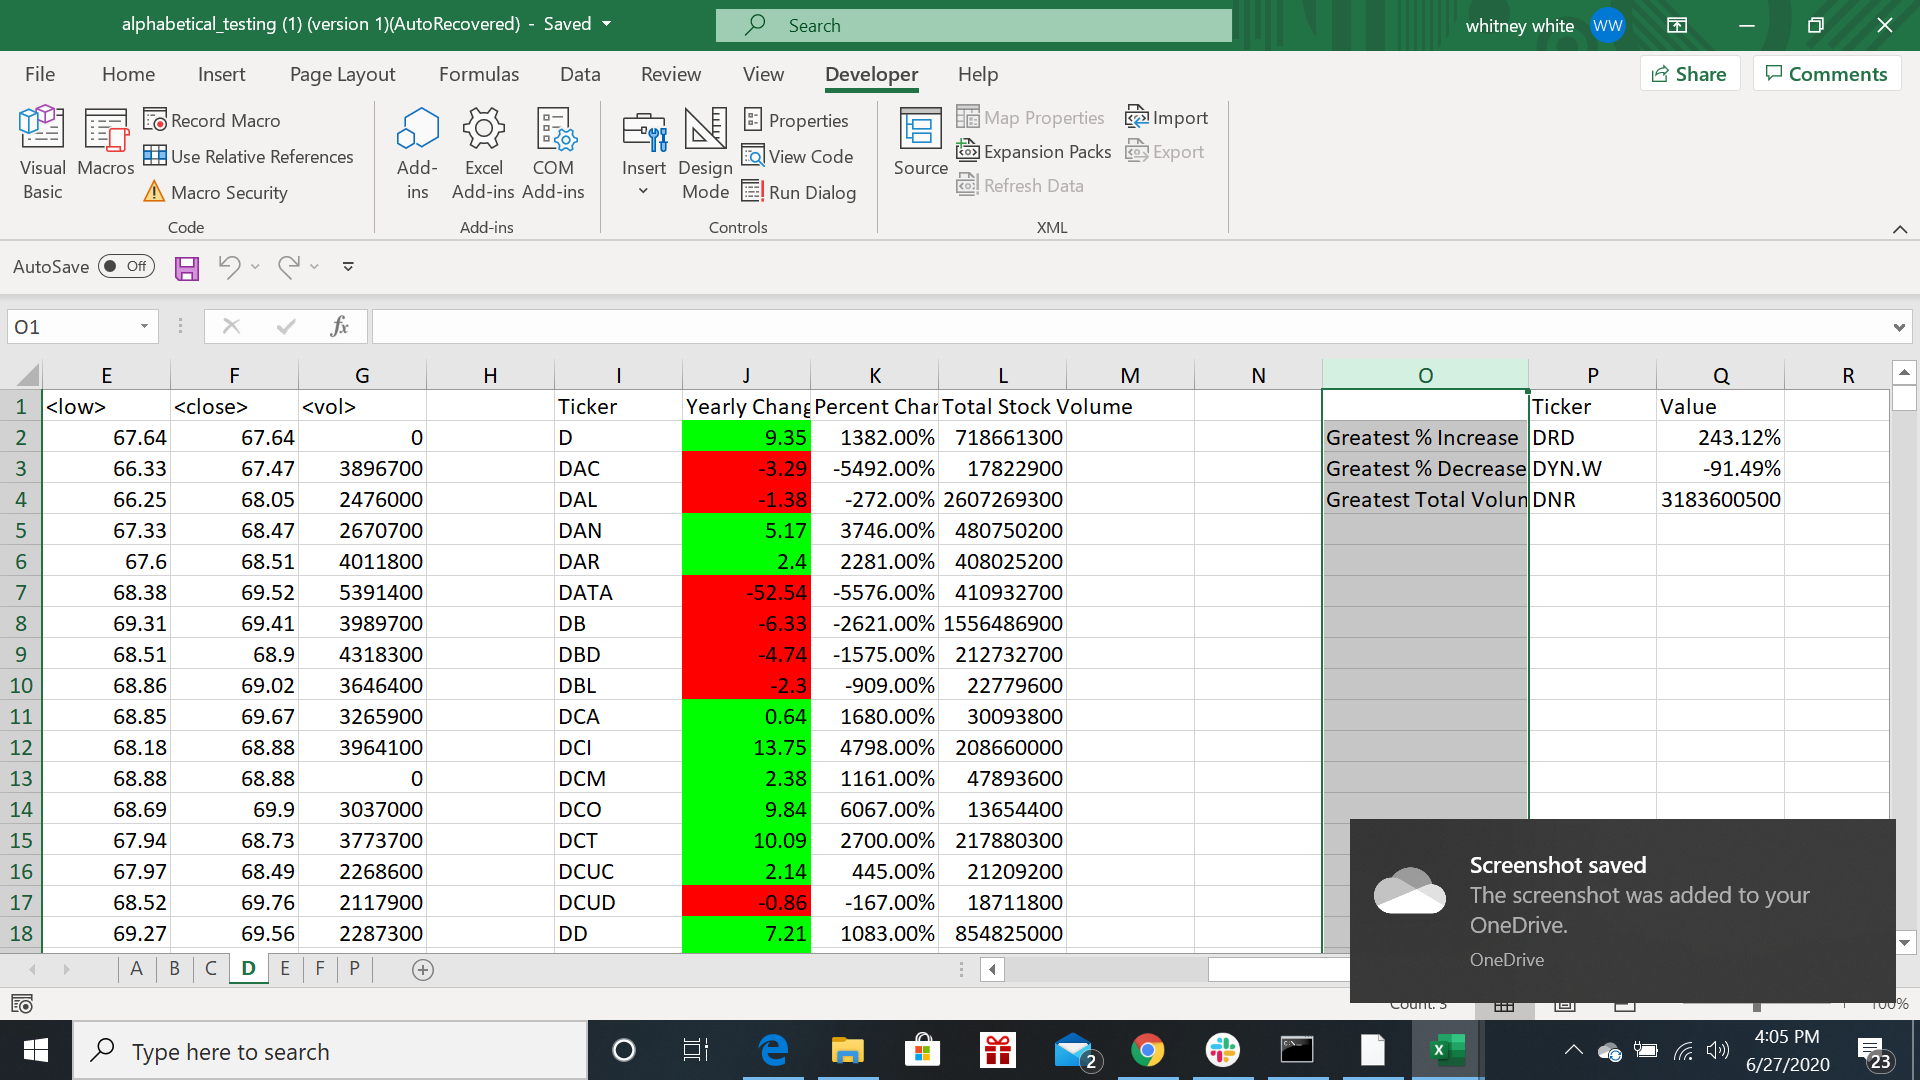 alphabetical_testing (1) (version 1)(AutoRecovered) - Saved
Search
whitney white WW
File Home Insert Page Layout Formulas Data Review View Developer Help Share Comments
Visual Basic
Macros
Record Macro
Use Relative References
Macro Security
Code
Add-ins
Excel Add-ins
COM Add-ins
Add-ins
Insert
Design Mode
Properties
View Code
Run Dialog
Controls
Source
Map Properties
Expansion Packs
Refresh Data
Import
Export
XML
AutoSave Off
O1 fx
E F G H I J K L M N O P Q R
1 <low> <close> <vol> Ticker Yearly Chang Percent Char Total Stock Volume Ticker Value
2 67.64 67.64 0 D 9.35 1382.00% 718661300 Greatest % Increase DRD 243.12%
3 66.33 67.47 3896700 DAC -3.29 -5492.00% 17822900 Greatest % Decrease DYN.W -91.49%
4 66.25 68.05 2476000 DAL -1.38 -272.00% 2607269300 Greatest Total Volun DNR 3183600500
5 67.33 68.47 2670700 DAN 5.17 3746.00% 480750200
6 67.6 68.51 4011800 DAR 2.4 2281.00% 408025200
7 68.38 69.52 5391400 DATA -52.54 -5576.00% 410932700
8 69.31 69.41 3989700 DB -6.33 -2621.00% 1556486900
9 68.51 68.9 4318300 DBD -4.74 -1575.00% 212732700
10 68.86 69.02 3646400 DBL -2.3 -909.00% 22779600
11 68.85 69.67 3265900 DCA 0.64 1680.00% 30093800
12 68.18 68.88 3964100 DCI 13.75 4798.00% 208660000
13 68.88 68.88 0 DCM 2.38 1161.00% 47893600
14 68.69 69.9 3037000 DCO 9.84 6067.00% 13654400
15 67.94 68.73 3773700 DCT 10.09 2700.00% 217880300
16 67.97 68.49 2268600 DCUC 2.14 445.00% 21209200
17 68.52 69.76 2117900 DCUD -0.86 -167.00% 18711800
18 69.27 69.56 2287300 DD 7.21 1083.00% 854825000
Screenshot saved
The screenshot was added to your
OneDrive.
OneDrive
A B C D E F P
Count: 3 100%
Type here to search
2
4:05 PM
6/27/2020
23